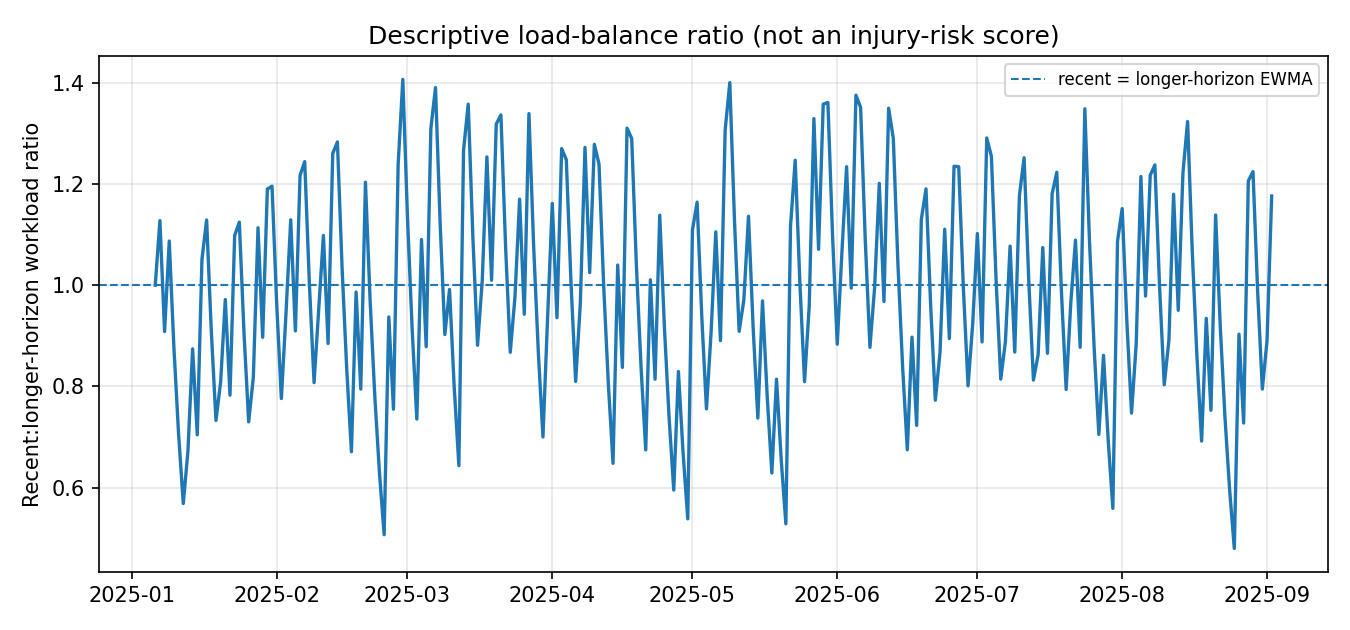 Descriptive load-balance ratio (not an injury-risk score)
recent = longer-horizon EWMA
Recent:longer-horizon workload ratio
1.4
1.2
1.0
0.8
0.6
2025-01 2025-02 2025-03 2025-04 2025-05 2025-06 2025-07 2025-08 2025-09